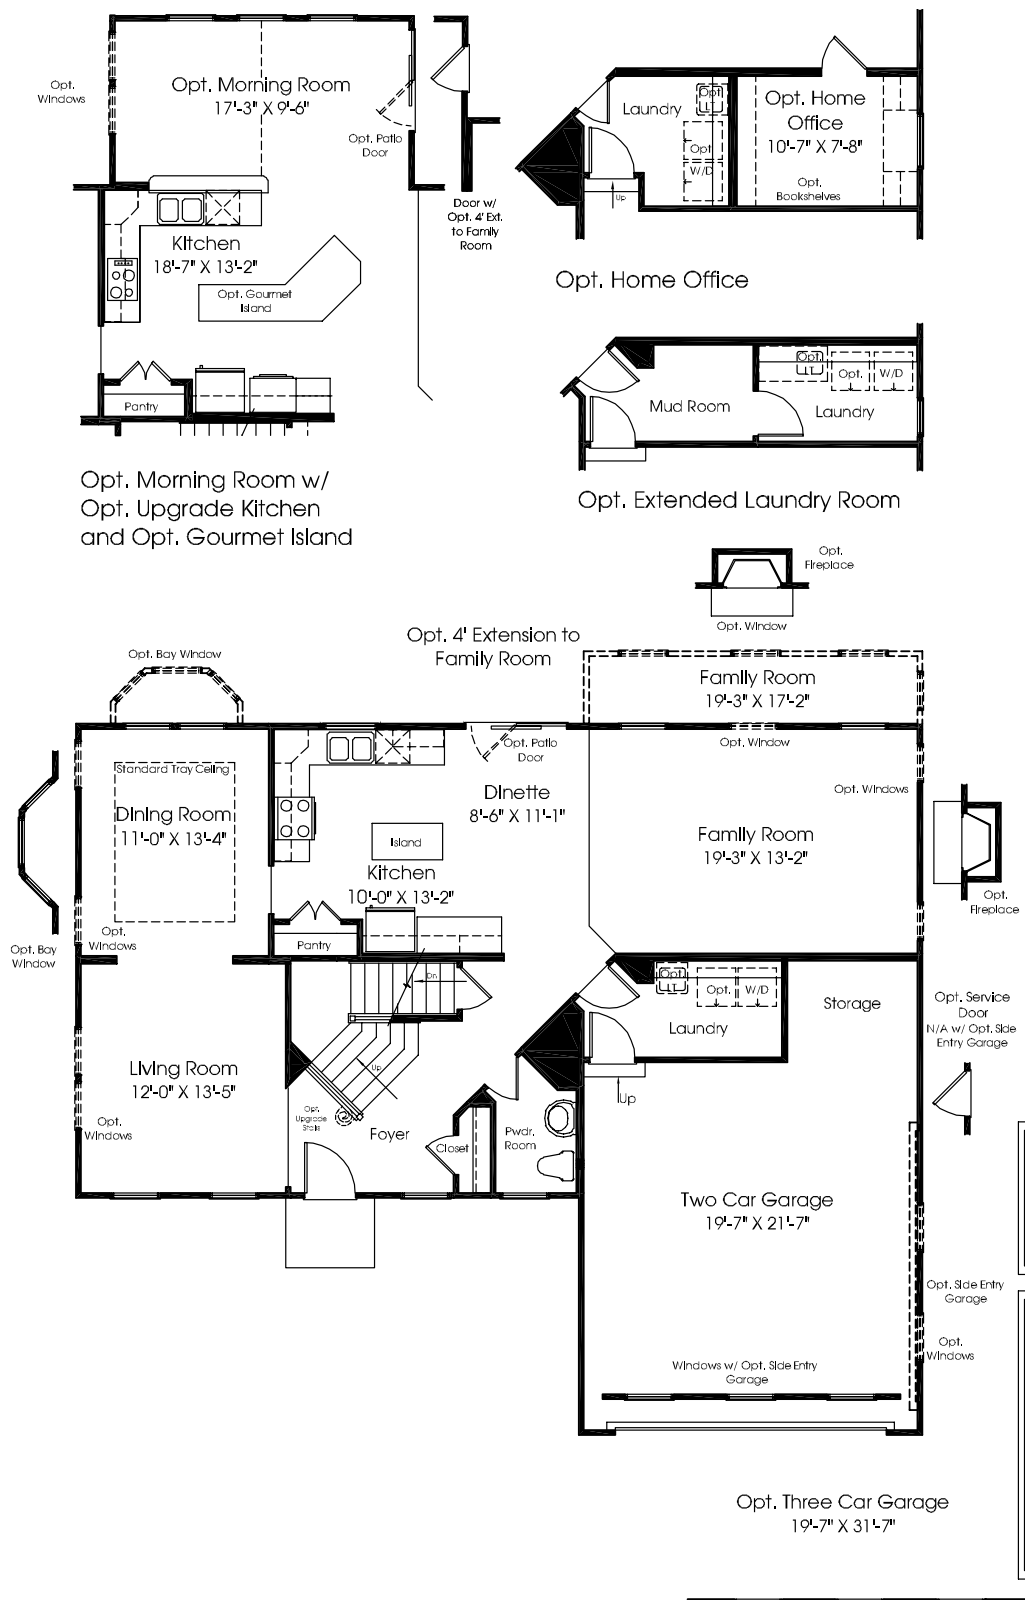 Opt. Morning Room
17'-3" X 9'-6"
Opt.
Windows
Opt. Patio
Door
Door w/
Opt. 4' Ext.
to Family
Room
Kitchen
18'-7" X 13'-2"
Opt. Gourmet
Island
Pantry
Opt. Morning Room w/
Opt. Upgrade Kitchen
and Opt. Gourmet Island
Laundry
Opt.
LT
Opt.
W/D
Up
Opt. Home
Office
10'-7" X 7'-8"
Opt.
Bookshelves
Opt. Home Office
Mud Room
Opt.
LT
Opt.
W/D
Laundry
Opt. Extended Laundry Room
Opt.
Fireplace
Opt. Window
Opt. 4' Extension to
Family Room
Family Room
19'-3" X 17'-2"
Opt. Bay Window
Opt. Window
Opt. Patio
Door
Standard Tray Ceiling
Dining Room
11'-0" X 13'-4"
Dinette
8'-6" X 11'-1"
Opt. Windows
Family Room
19'-3" X 13'-2"
Island
Kitchen
10'-0" X 13'-2"
Opt.
Fireplace
Opt. Bay
Window
Opt.
Windows
Pantry
Dn
Opt.
LT
Opt.
W/D
Laundry
Storage
Opt. Service
Door
N/A w/ Opt. Side
Entry Garage
Living Room
12'-0" X 13'-5"
Up
Opt.
Upgrade
Stairs
Opt.
Windows
Foyer
Closet
Pwdr.
Room
Up
Two Car Garage
19'-7" X 21'-7"
Opt. Side Entry
Garage
Opt.
Windows
Windows w/ Opt. Side Entry
Garage
Opt. Three Car Garage
19'-7" X 31'-7"